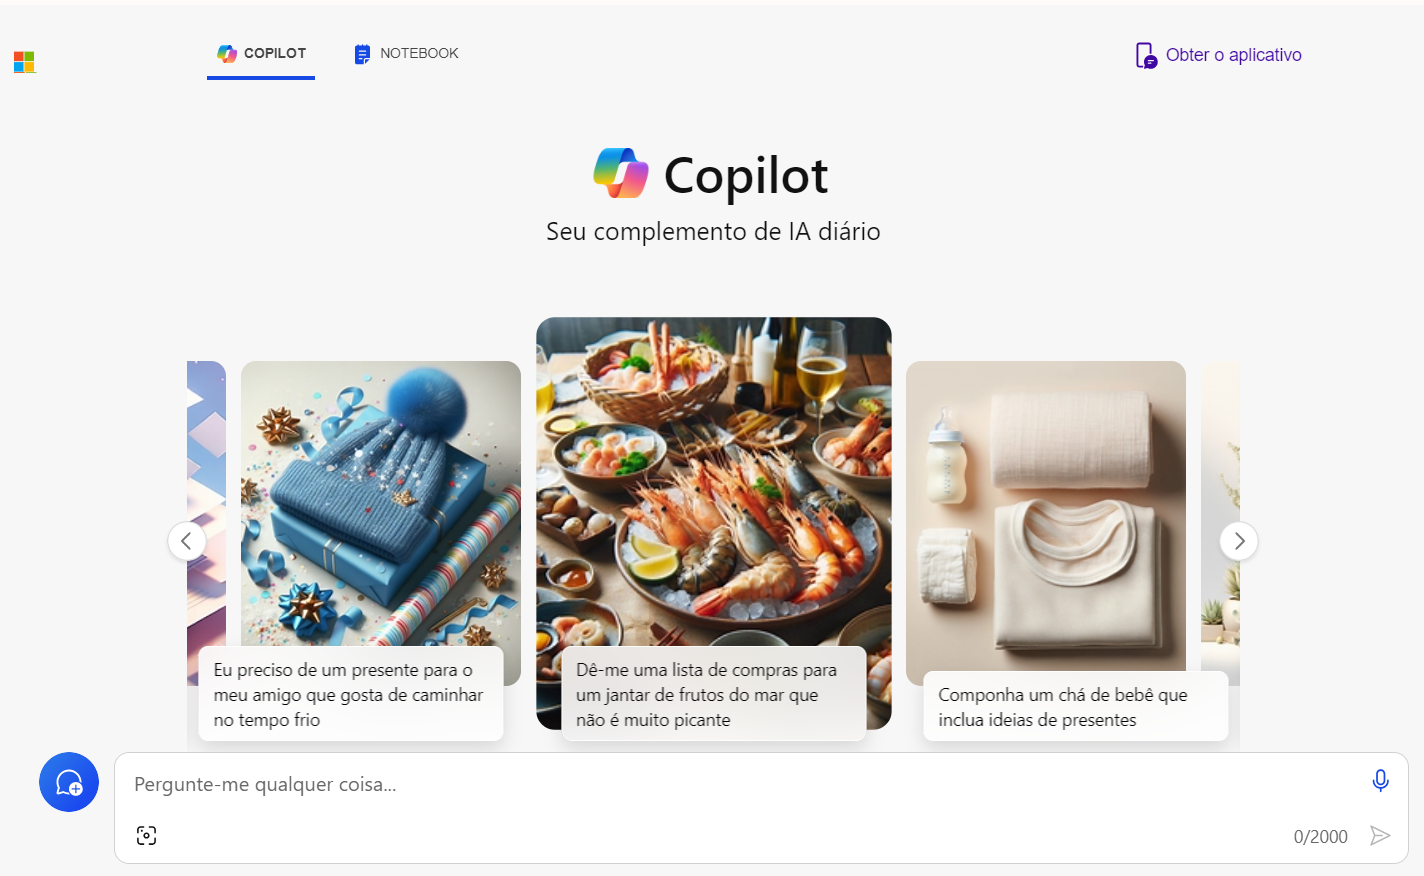 COPILOT
NOTEBOOK
Obter o aplicativo
Copilot
Seu complemento de IA diário
Eu preciso de um presente para o
meu amigo que gosta de caminhar
no tempo frio
Dê-me uma lista de compras para
um jantar de frutos do mar que
não é muito picante
Componha um chá de bebê que
inclua ideias de presentes
Pergunte-me qualquer coisa...
0/2000